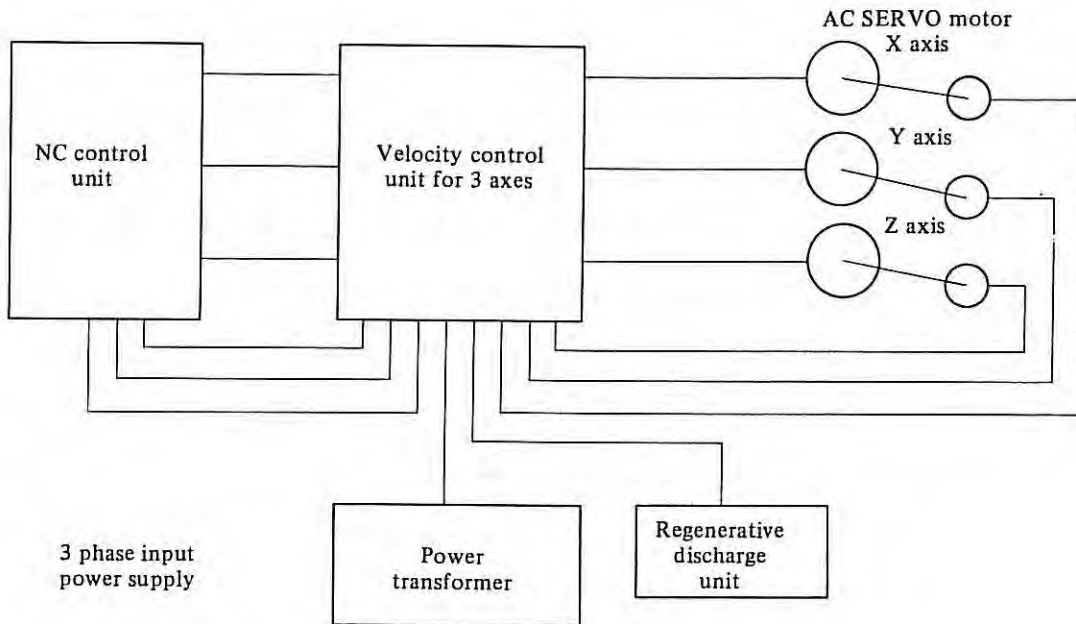 AC SERVO motor
X axis
NC control
unit
Velocity control
unit for 3 axes
Y axis
Z axis
3 phase input
power supply
Power
transformer
Regenerative
discharge
unit